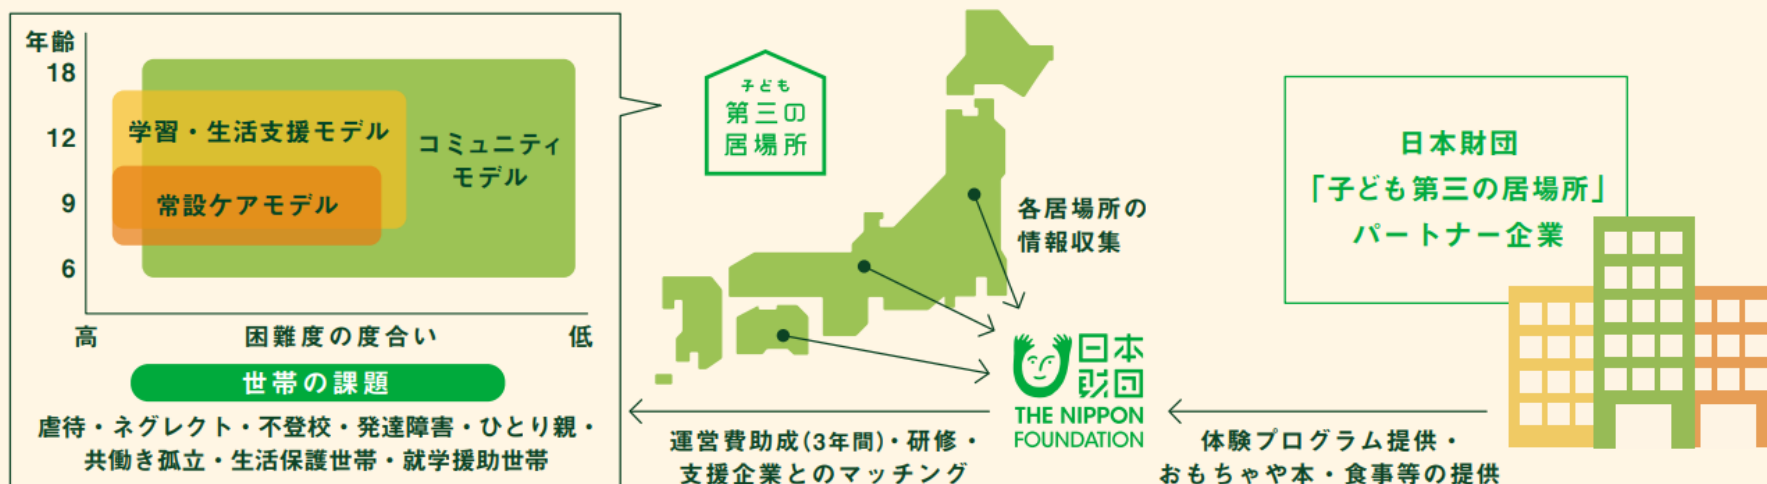 年齢
18
12
9
6
学習・生活支援モデル
常設ケアモデル
コミュニティ
モデル
高
困難度の度合い
低
世帯の課題
虐待・ネグレクト・不登校・発達障害・ひとり親・
共働き孤立・生活保護世帯・就学援助世帯
子ども
第三の
居場所
各居場所の
情報収集
日本
財団
THE NIPPON
FOUNDATION
運営費助成(3年間)・研修・
支援企業とのマッチング
日本財団
「子ども第三の居場所」
パートナー企業
体験プログラム提供・
おもちゃや本・食事等の提供